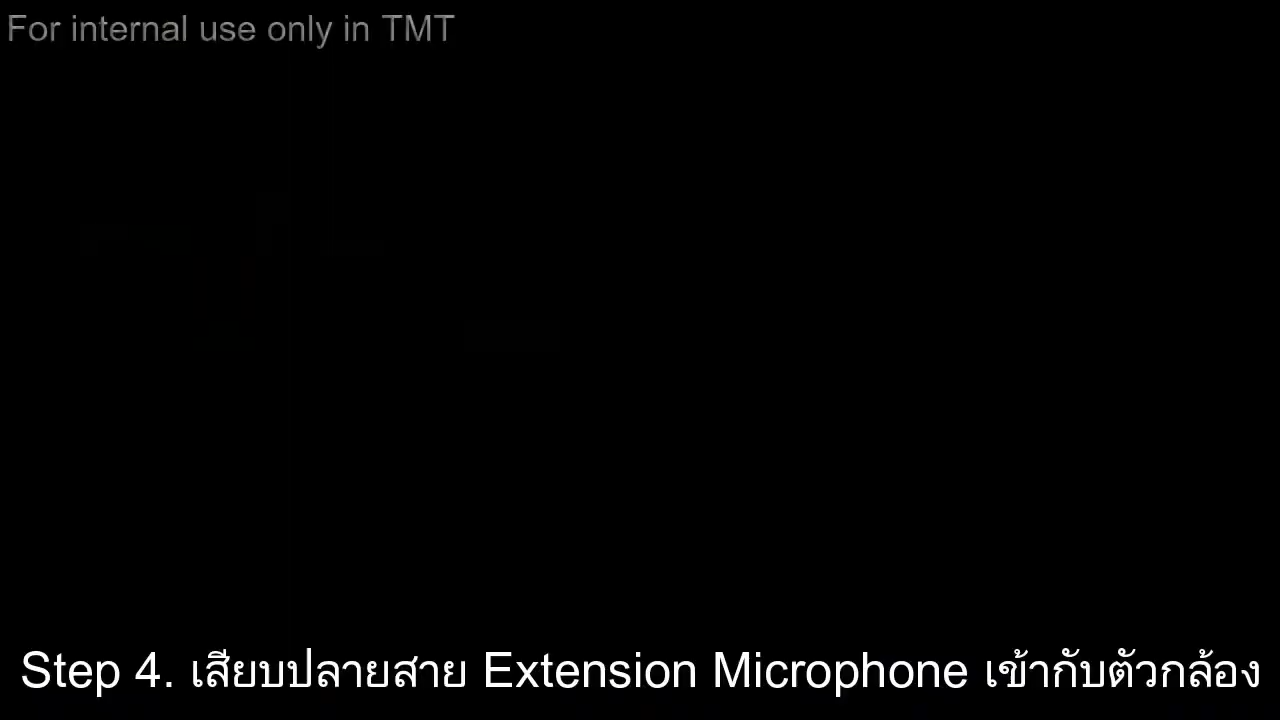 For internal use only in TMT
Step 4. เสียบปลายสาย Extension Microphone เข้ากับตัวกล้อง